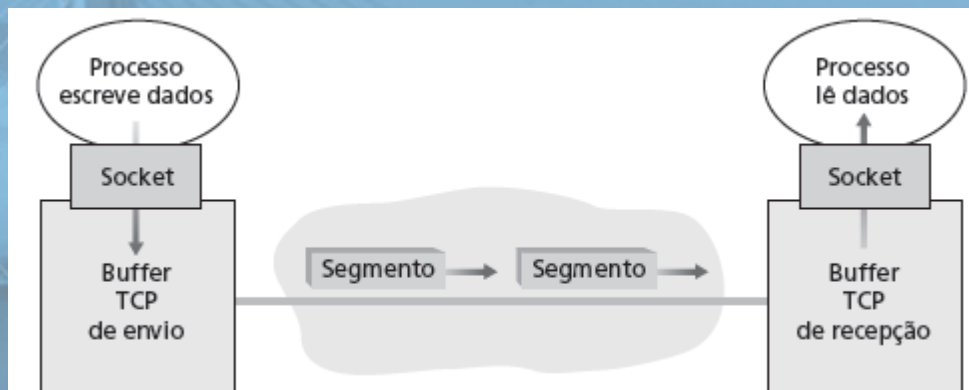 Processo
escreve dados
Processo
lê dados
Socket
Socket
Segmento
Segmento
Buffer
TCP
de envio
Buffer
TCP
de recepção